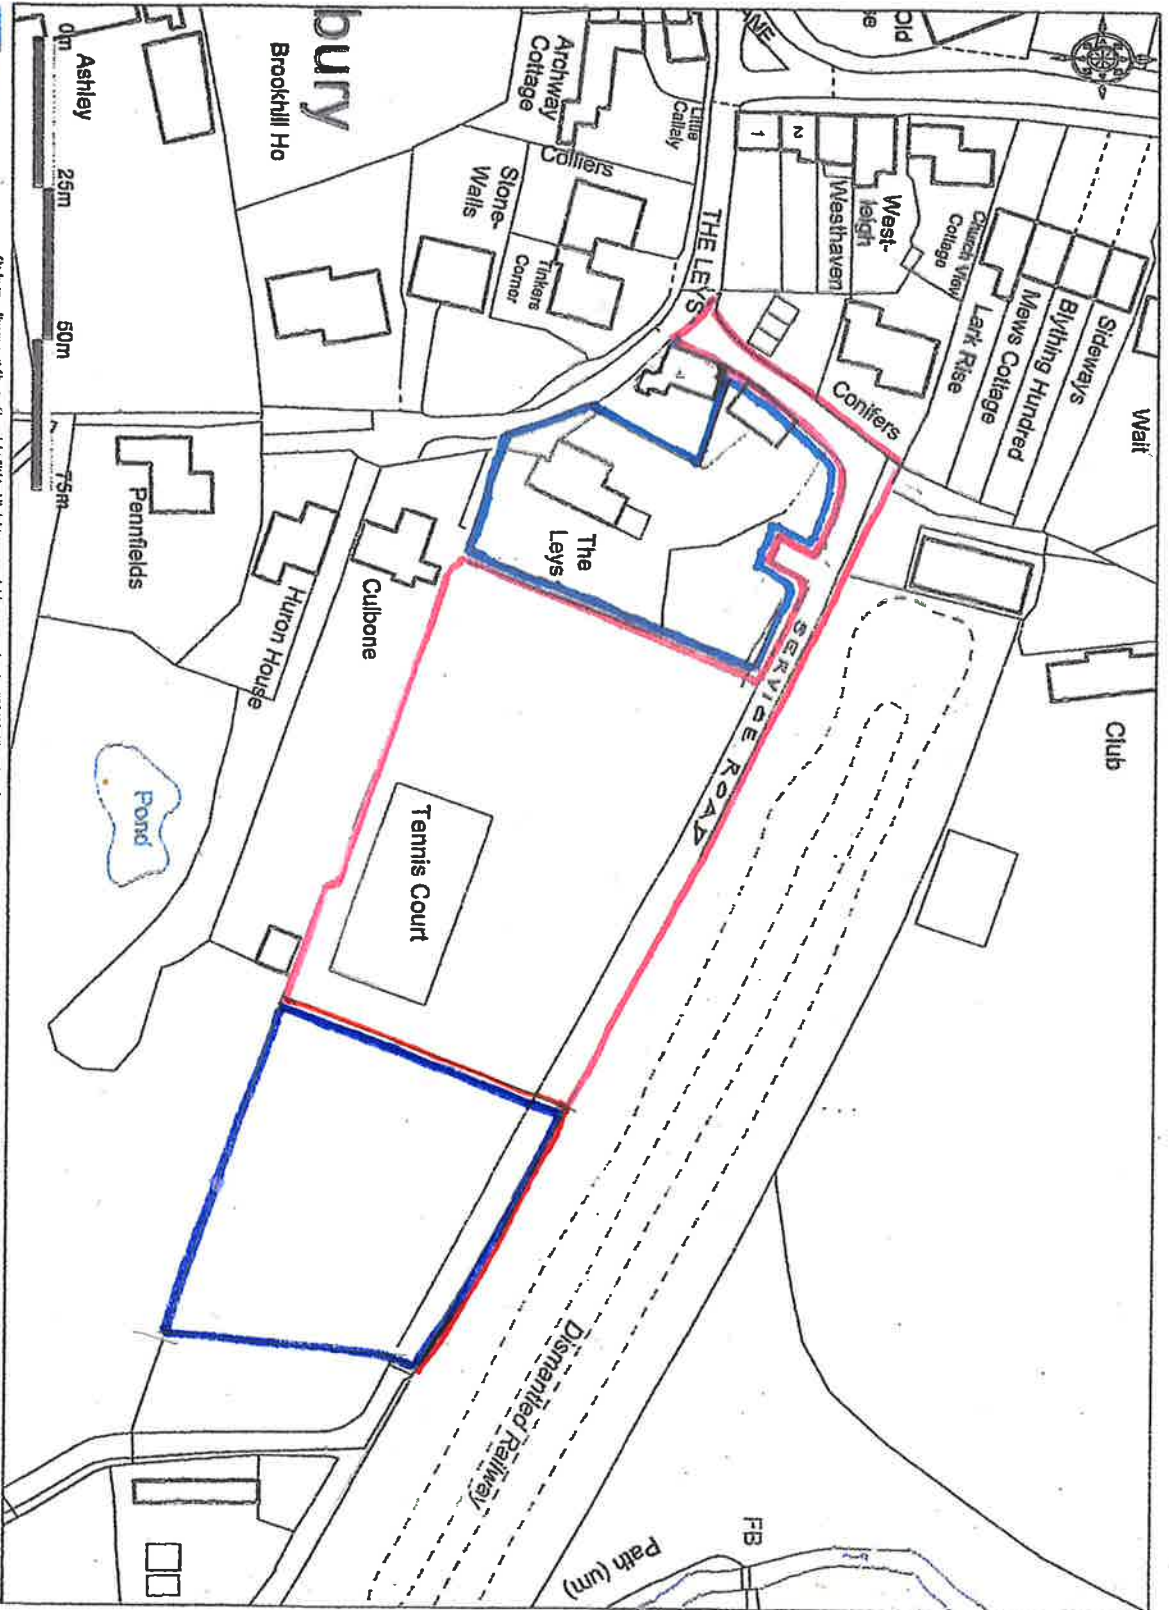 Wait
Sideways
Blything Hundred
Mews Cottage
Lark Rise
Church View
Cottage
West-
leigh
Westhaven
2
1
Conifers
Club
Old
ANE
THE LEYS
Little
Callaly
Archway
Cottage
Colliers
Stone-
Walls
Tinkers
Corner
bury
Brookhill Ho
Ashley
The
Leys
SERVICE ROAD
Culbone
Huron House
Pennfields
Pond
Tennis Court
Dismantled Railway
FB
Path (um)
0m
25m
50m
75m